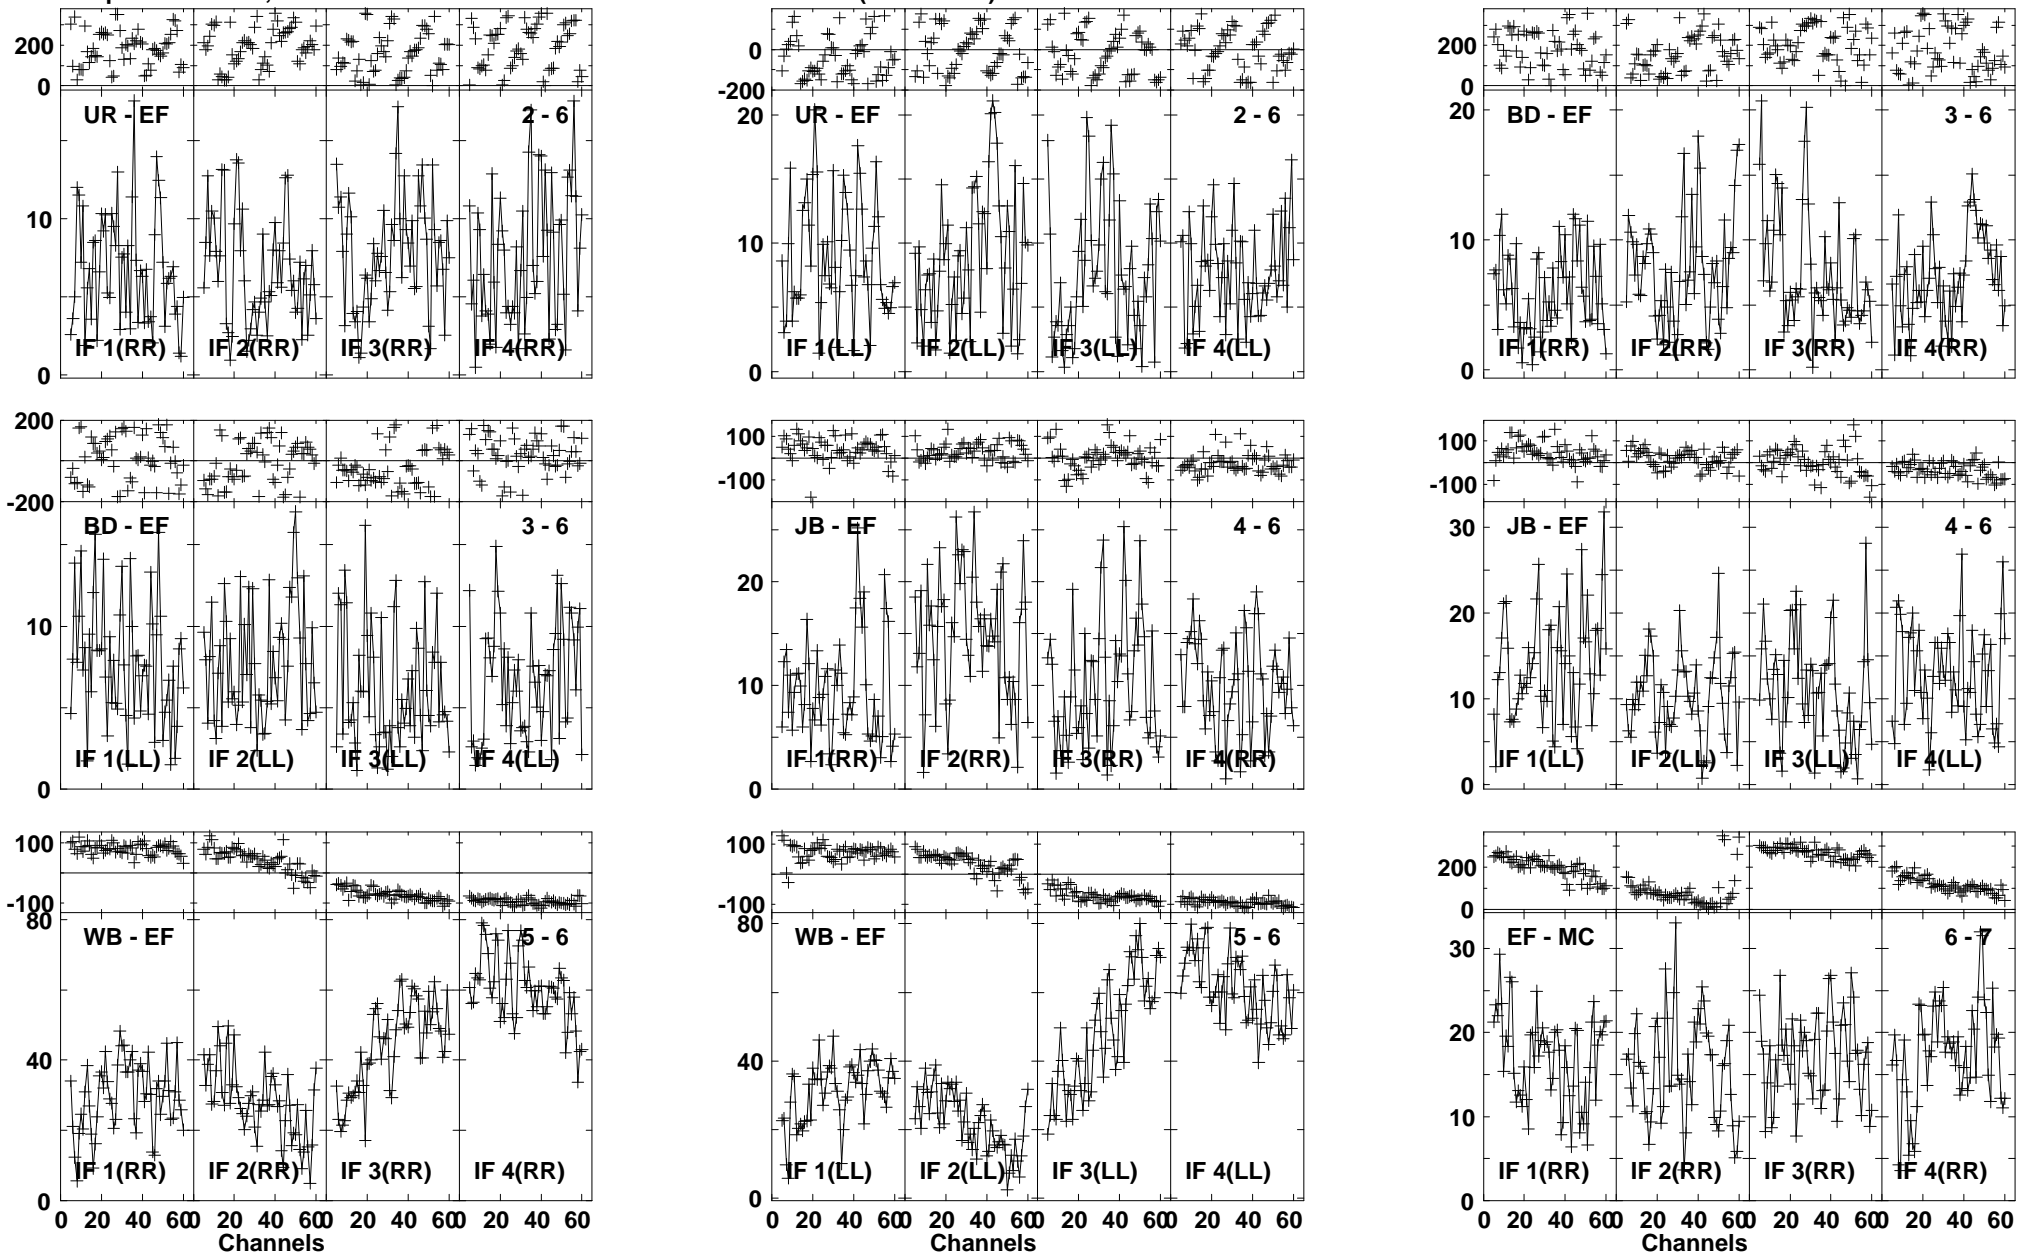 200
0
UR - EF 2 - 6
10
0
IF 1(RR) IF 2(RR) IF 3(RR) IF 4(RR)
0
-200
20
UR - EF 2 - 6
10
0
IF 1(LL) IF 2(LL) IF 3(LL) IF 4(LL)
200
0
20
BD - EF 3 - 6
10
0
IF 1(RR) IF 2(RR) IF 3(RR) IF 4(RR)
200
-200
BD - EF 3 - 6
10
0
IF 1(LL) IF 2(LL) IF 3(LL) IF 4(LL)
100
-100
JB - EF 4 - 6
20
10
0
IF 1(RR) IF 2(RR) IF 3(RR) IF 4(RR)
100
-100
30
JB - EF 4 - 6
20
10
0
IF 1(LL) IF 2(LL) IF 3(LL) IF 4(LL)
100
-100
80
WB - EF 5 - 6
40
0
IF 1(RR) IF 2(RR) IF 3(RR) IF 4(RR)
0 20 40 60 0 20 40 60 0 20 40 60 0 20 40 60
Channels
100
-100
80
WB - EF 5 - 6
40
0
IF 1(LL) IF 2(LL) IF 3(LL) IF 4(LL)
0 20 40 60 0 20 40 60 0 20 40 60 0 20 40 60
Channels
200
0
30
EF - MC 6 - 7
20
10
0
IF 1(RR) IF 2(RR) IF 3(RR) IF 4(RR)
0 20 40 60 0 20 40 60 0 20 40 60 0 20 40 60
Channels